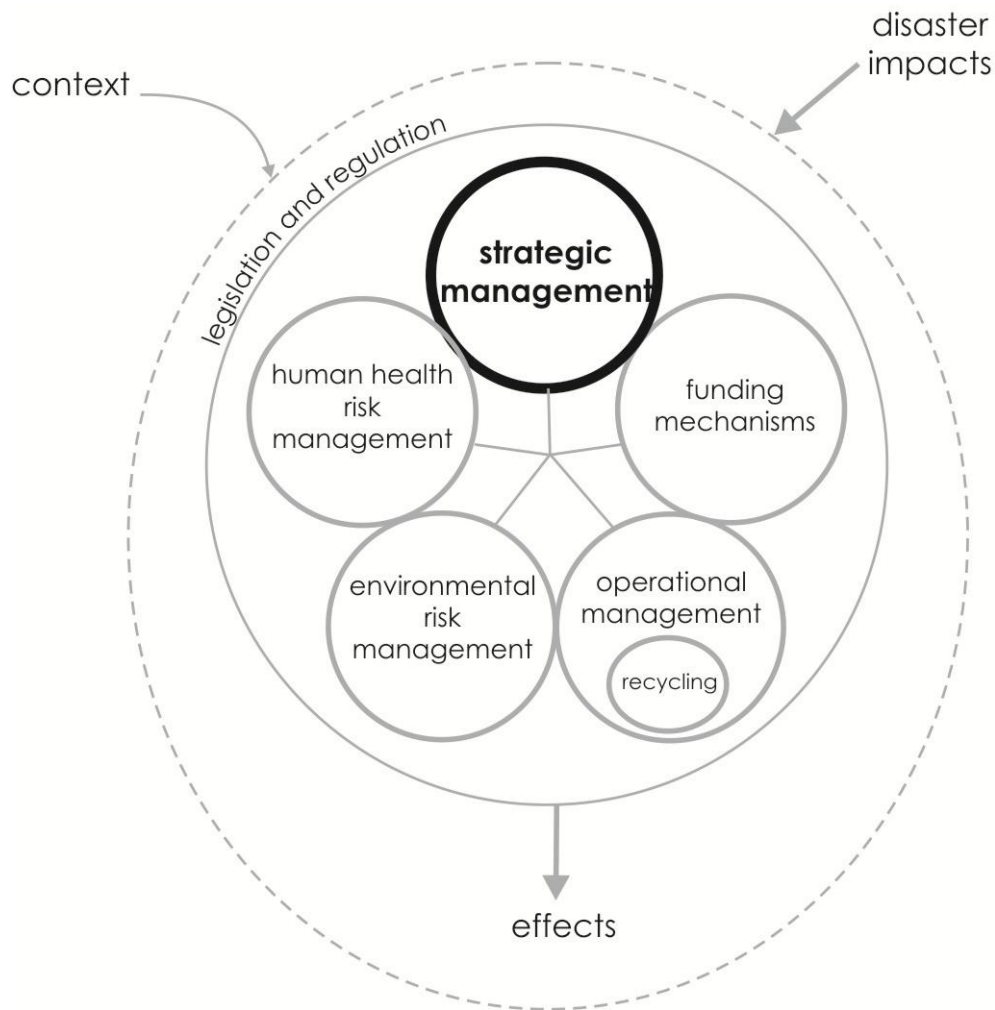 disaster
impacts
context
legislation and regulation
strategic
management
human health
risk
management
funding
mechanisms
environmental
risk
management
operational
management
recycling
effects